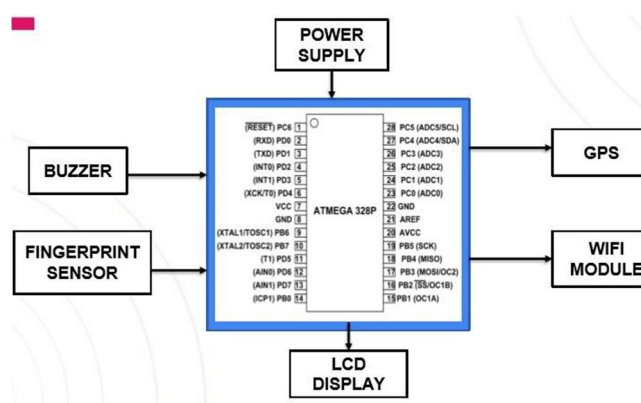 POWER
SUPPLY
BUZZER
FINGERPRINT
SENSOR
(RESET) PC6 1
(RXD) PD0 2
(TXD) PD1 3
(INT0) PD2 4
(INT1) PD3 5
(XCK/T0) PD4 6
VCC 7
GND 8
(XTAL1/TOSC1) PB6 9
(XTAL2/TOSC2) PB7 10
(T1) PD5 11
(AIN0) PD6 12
(AIN1) PD7 13
(ICP1) PB0 14
ATMEGA 328P
28 PC5 (ADC5/SCL)
27 PC4 (ADC4/SDA)
26 PC3 (ADC3)
25 PC2 (ADC2)
24 PC1 (ADC1)
23 PC0 (ADC0)
22 GND
21 AREF
20 AVCC
19 PB5 (SCK)
18 PB4 (MISO)
17 PB3 (MOSI/OC2)
16 PB2 (SS/OC1B)
15 PB1 (OC1A)
GPS
WIFI
MODULE
LCD
DISPLAY